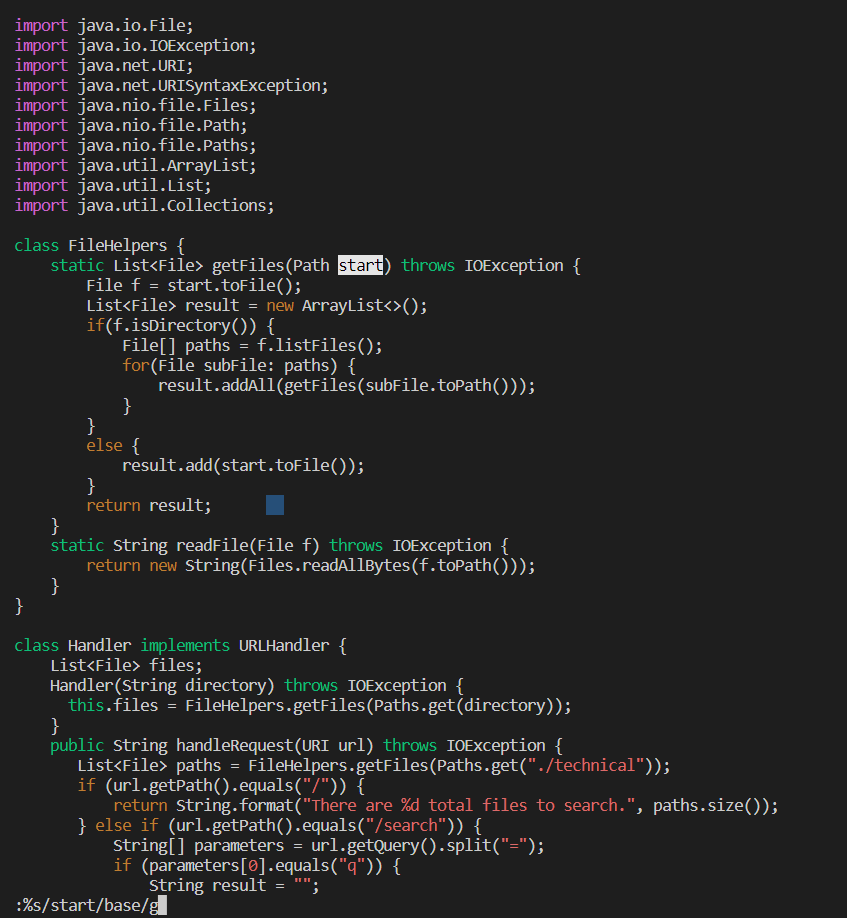 import java.io.File;
import java.io.IOException;
import java.net.URI;
import java.net.URISyntaxException;
import java.nio.file.Files;
import java.nio.file.Path;
import java.nio.file.Paths;
import java.util.ArrayList;
import java.util.List;
import java.util.Collections;

class FileHelpers {
    static List<File> getFiles(Path start) throws IOException {
        File f = start.toFile();
        List<File> result = new ArrayList<>();
        if(f.isDirectory()) {
            File[] paths = f.listFiles();
            for(File subFile: paths) {
                result.addAll(getFiles(subFile.toPath()));
            }
        }
        else {
            result.add(start.toFile());
        }
        return result;
    }
    static String readFile(File f) throws IOException {
        return new String(Files.readAllBytes(f.toPath()));
    }
}

class Handler implements URLHandler {
    List<File> files;
    Handler(String directory) throws IOException {
      this.files = FileHelpers.getFiles(Paths.get(directory));
    }
    public String handleRequest(URI url) throws IOException {
       List<File> paths = FileHelpers.getFiles(Paths.get("./technical"));
       if (url.getPath().equals("/")) {
           return String.format("There are %d total files to search.", paths.size());
       } else if (url.getPath().equals("/search")) {
           String[] parameters = url.getQuery().split("=");
           if (parameters[0].equals("q")) {
               String result = "";
:%s/start/base/g